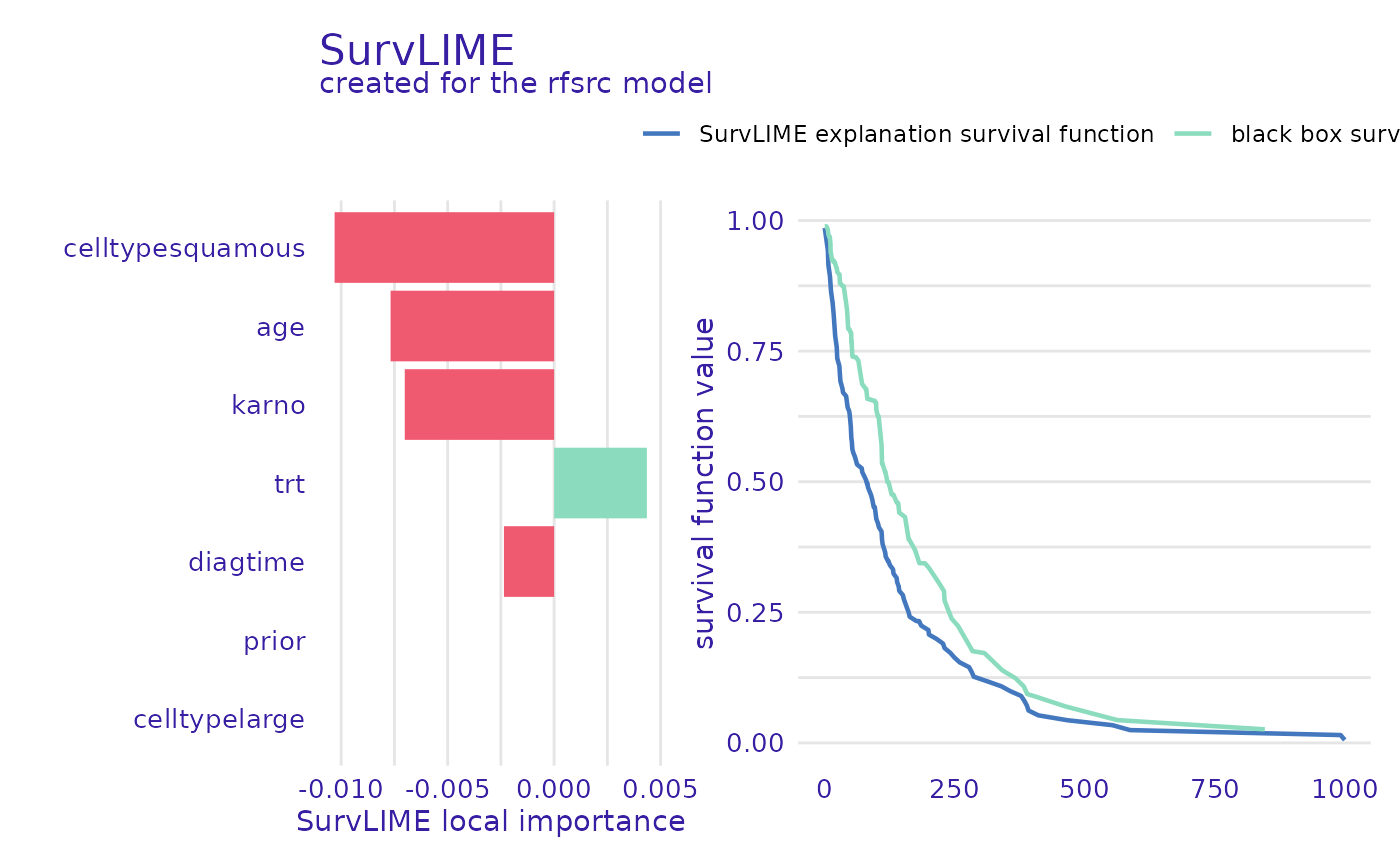 SurvLIME
created for the rfsrc model
SurvLIME explanation survival function
black box surv
celltypesquamous
age
karno
trt
diagtime
prior
celltypelarge
-0.010 -0.005 0.000 0.005
SurvLIME local importance
survival function value
1.00
0.75
0.50
0.25
0.00
0 250 500 750 1000